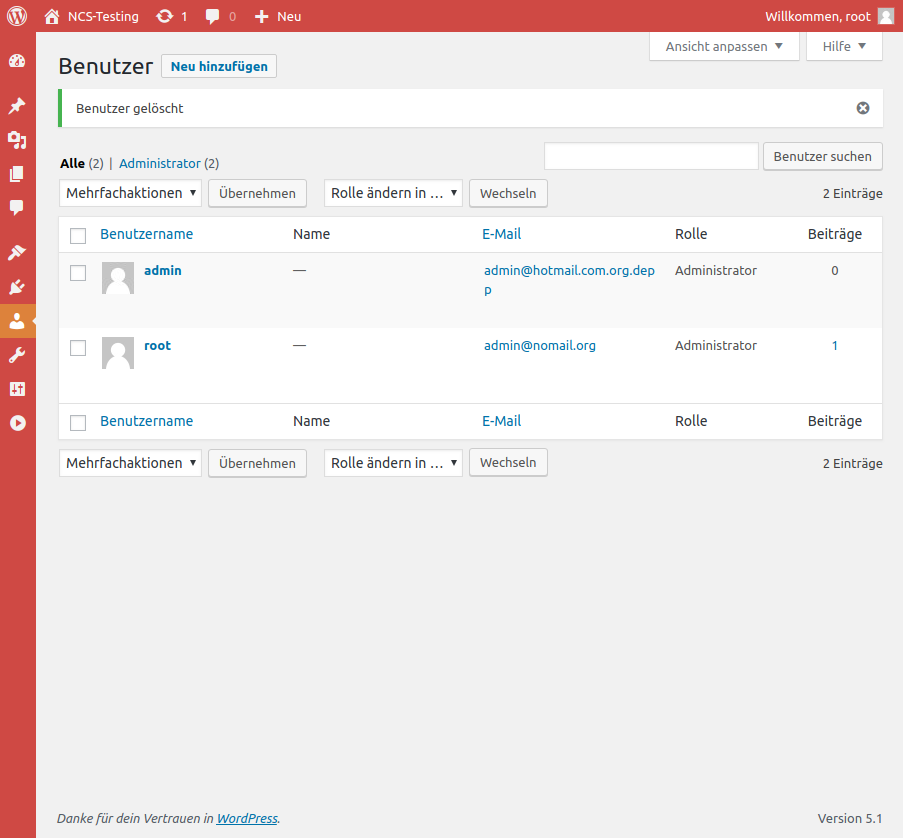 NCS-Testing 1 0 Neu Willkommen, root
Ansicht anpassen Hilfe
Benutzer Neu hinzufügen
Benutzer gelöscht
Alle (2) | Administrator (2) Benutzer suchen
Mehrfachaktionen Übernehmen Rolle ändern in ... Wechseln 2 Einträge
Benutzername Name E-Mail Rolle Beiträge
admin — admin@hotmail.com.org.dep Administrator 0
p
root — admin@nomail.org Administrator 1
Benutzername Name E-Mail Rolle Beiträge
Mehrfachaktionen Übernehmen Rolle ändern in ... Wechseln 2 Einträge
Danke für dein Vertrauen in WordPress. Version 5.1